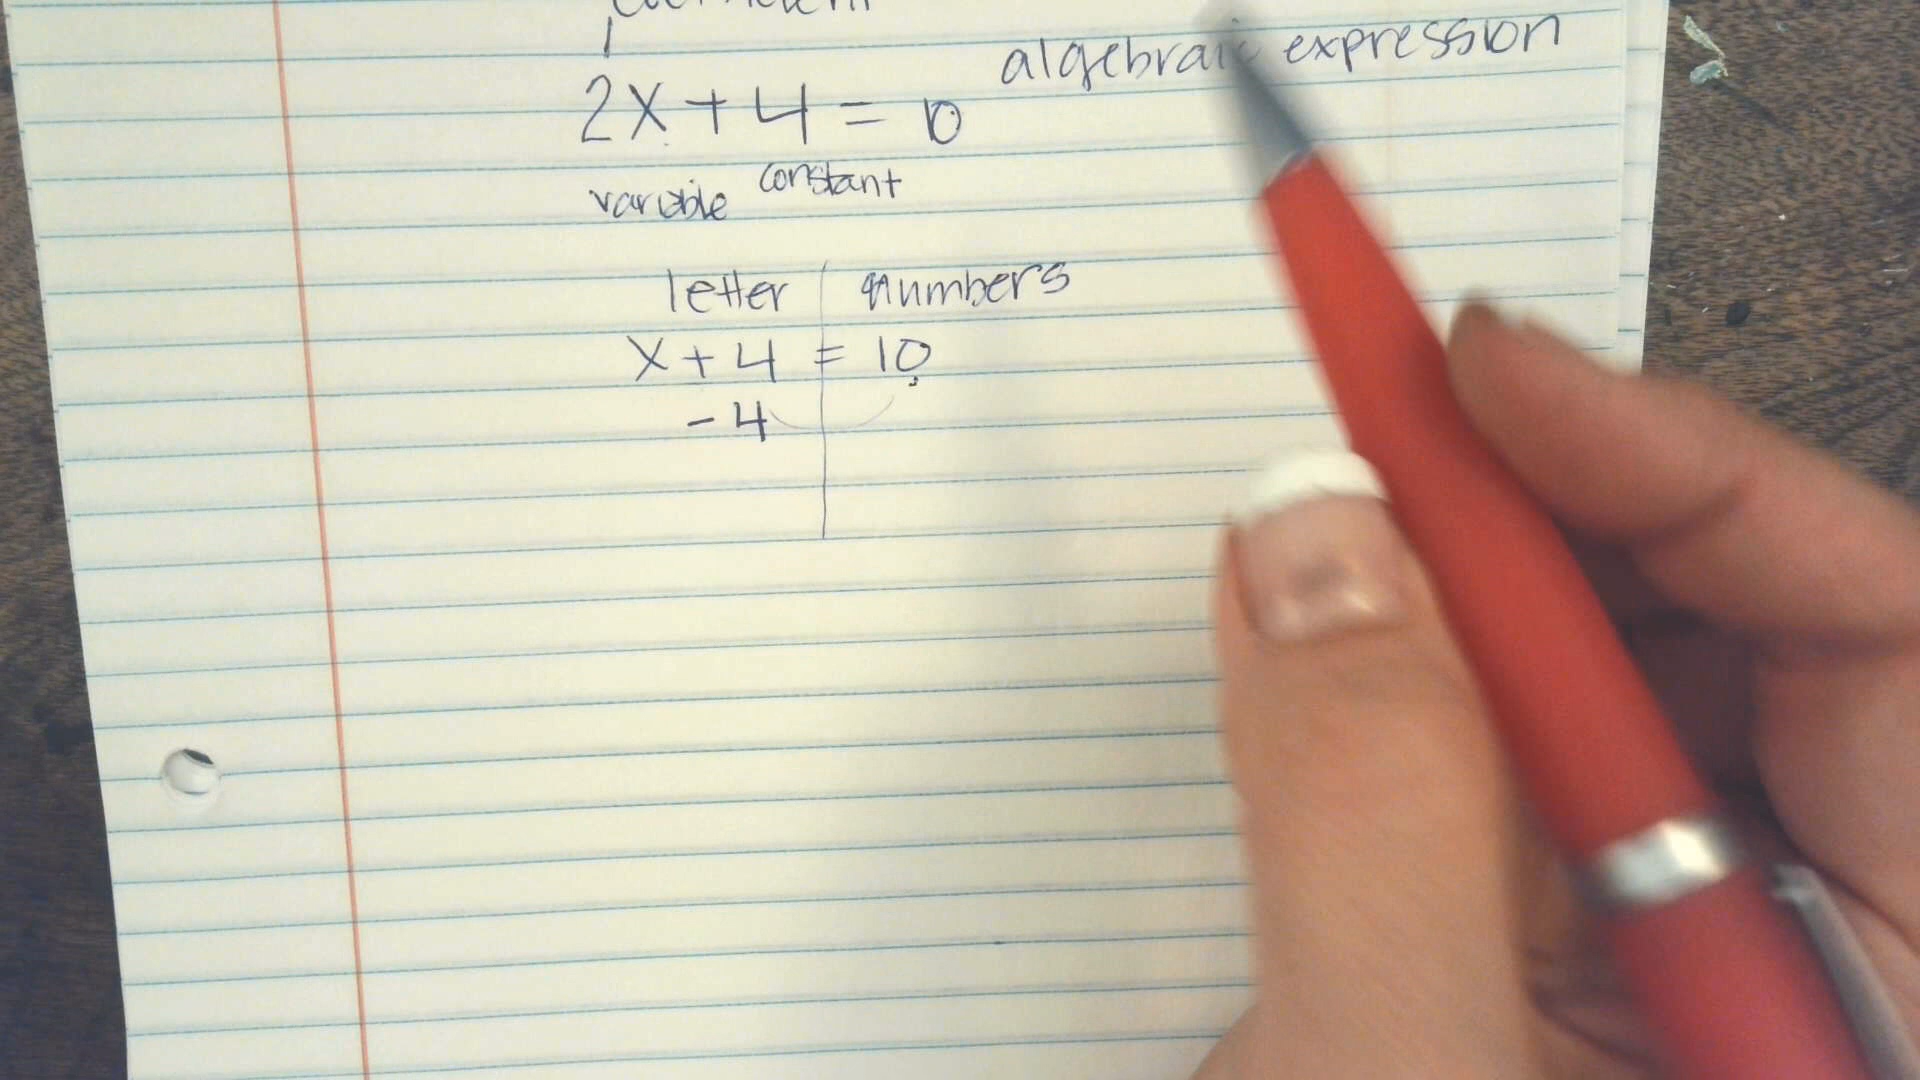 algebraic expression
2x + 4 = 10
constant
variable
letter numbers
x + 4 = 10
- 4